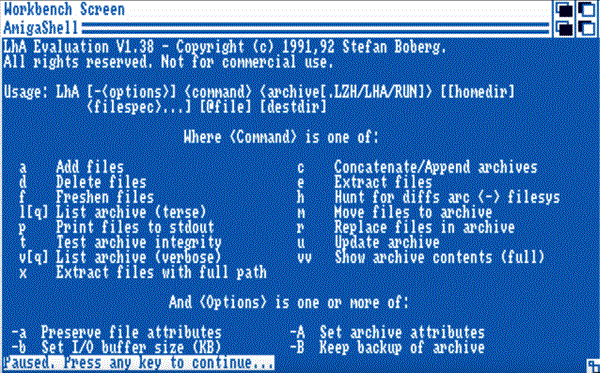 Workbench Screen
AmigaShell
LhA Evaluation V1.38 - Copyright (c) 1991,92 Stefan Boberg.
All rights reserved. Not for commercial use.
Usage: LhA [-<options>] <command> <archive[.LZH/LHA/RUN]> [[homedir]
<filespec>...] [@file] [destdir]
Where <Command> is one of:
a Add files c Concatenate/Append archives
d Delete files e Extract files
f Freshen files h Hunt for diffs arc <-> filesys
l[q] List archive (terse) m Move files to archive
p Print files to stdout r Replace files in archive
t Test archive integrity u Update archive
v[q] List archive (verbose) vv Show archive contents (full)
x Extract files with full path
And <Options> is one or more of:
-a Preserve file attributes -A Set archive attributes
-b Set I/O buffer size (KB) -B Keep backup of archive
Paused. Press any key to continue...